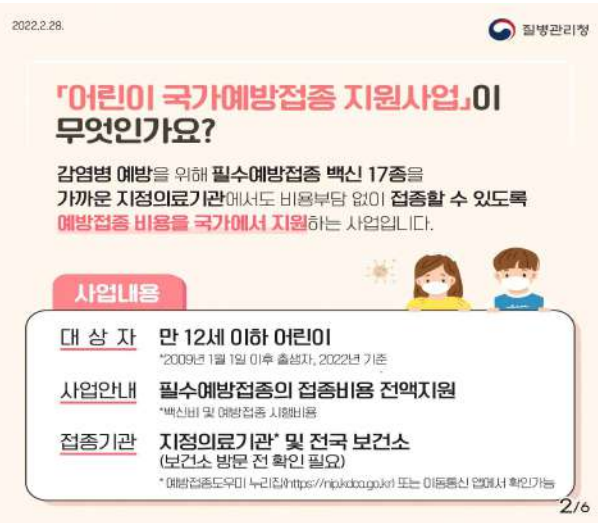 2022.2.28.
질병관리청
「어린이 국가예방접종 지원사업」이
무엇인가요?
감염병 예방을 위해 필수예방접종 백신 17종을
가까운 지정의료기관에서도 비용부담 없이 접종할 수 있도록
예방접종 비용을 국가에서 지원하는 사업입니다.
사업내용
대 상 자 만 12세 이하 어린이
*2009년 1월 1일 이후 출생자, 2022년 기준
사업안내 필수예방접종의 접종비용 전액지원
*백신비 및 예방접종 시행비용
접종기관 지정의료기관* 및 전국 보건소
(보건소 방문 전 확인 필요)
* 예방접종도우미 누리집(https://nip.kdca.go.kr) 또는 이동통신 앱에서 확인가능
2/6